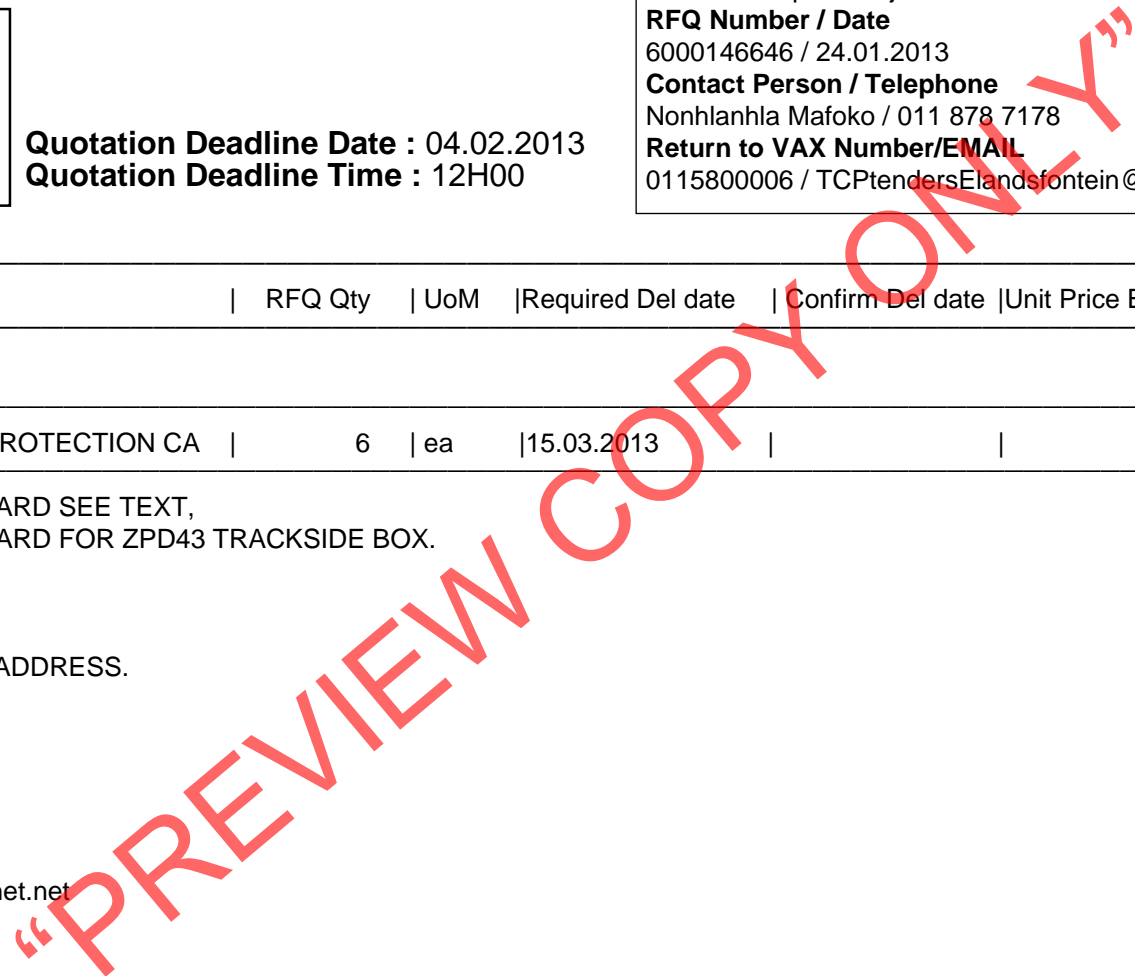 RFQ Number / Date
6000146646 / 24.01.2013
Contact Person / Telephone
Nonhlanhla Mafoko / 011 878 7178
Return to VAX Number/EMAIL
0115800006 / TCPtendersElandsfontein@
Quotation Deadline Date : 04.02.2013
Quotation Deadline Time : 12H00
| RFQ Qty | UoM |Required Del date | Confirm Del date |Unit Price E
ROTECTION CA | 6 | ea |15.03.2013 | |
ARD SEE TEXT,
ARD FOR ZPD43 TRACKSIDE BOX.
ADDRESS.
net.net
“PREVIEW COPY ONLY”